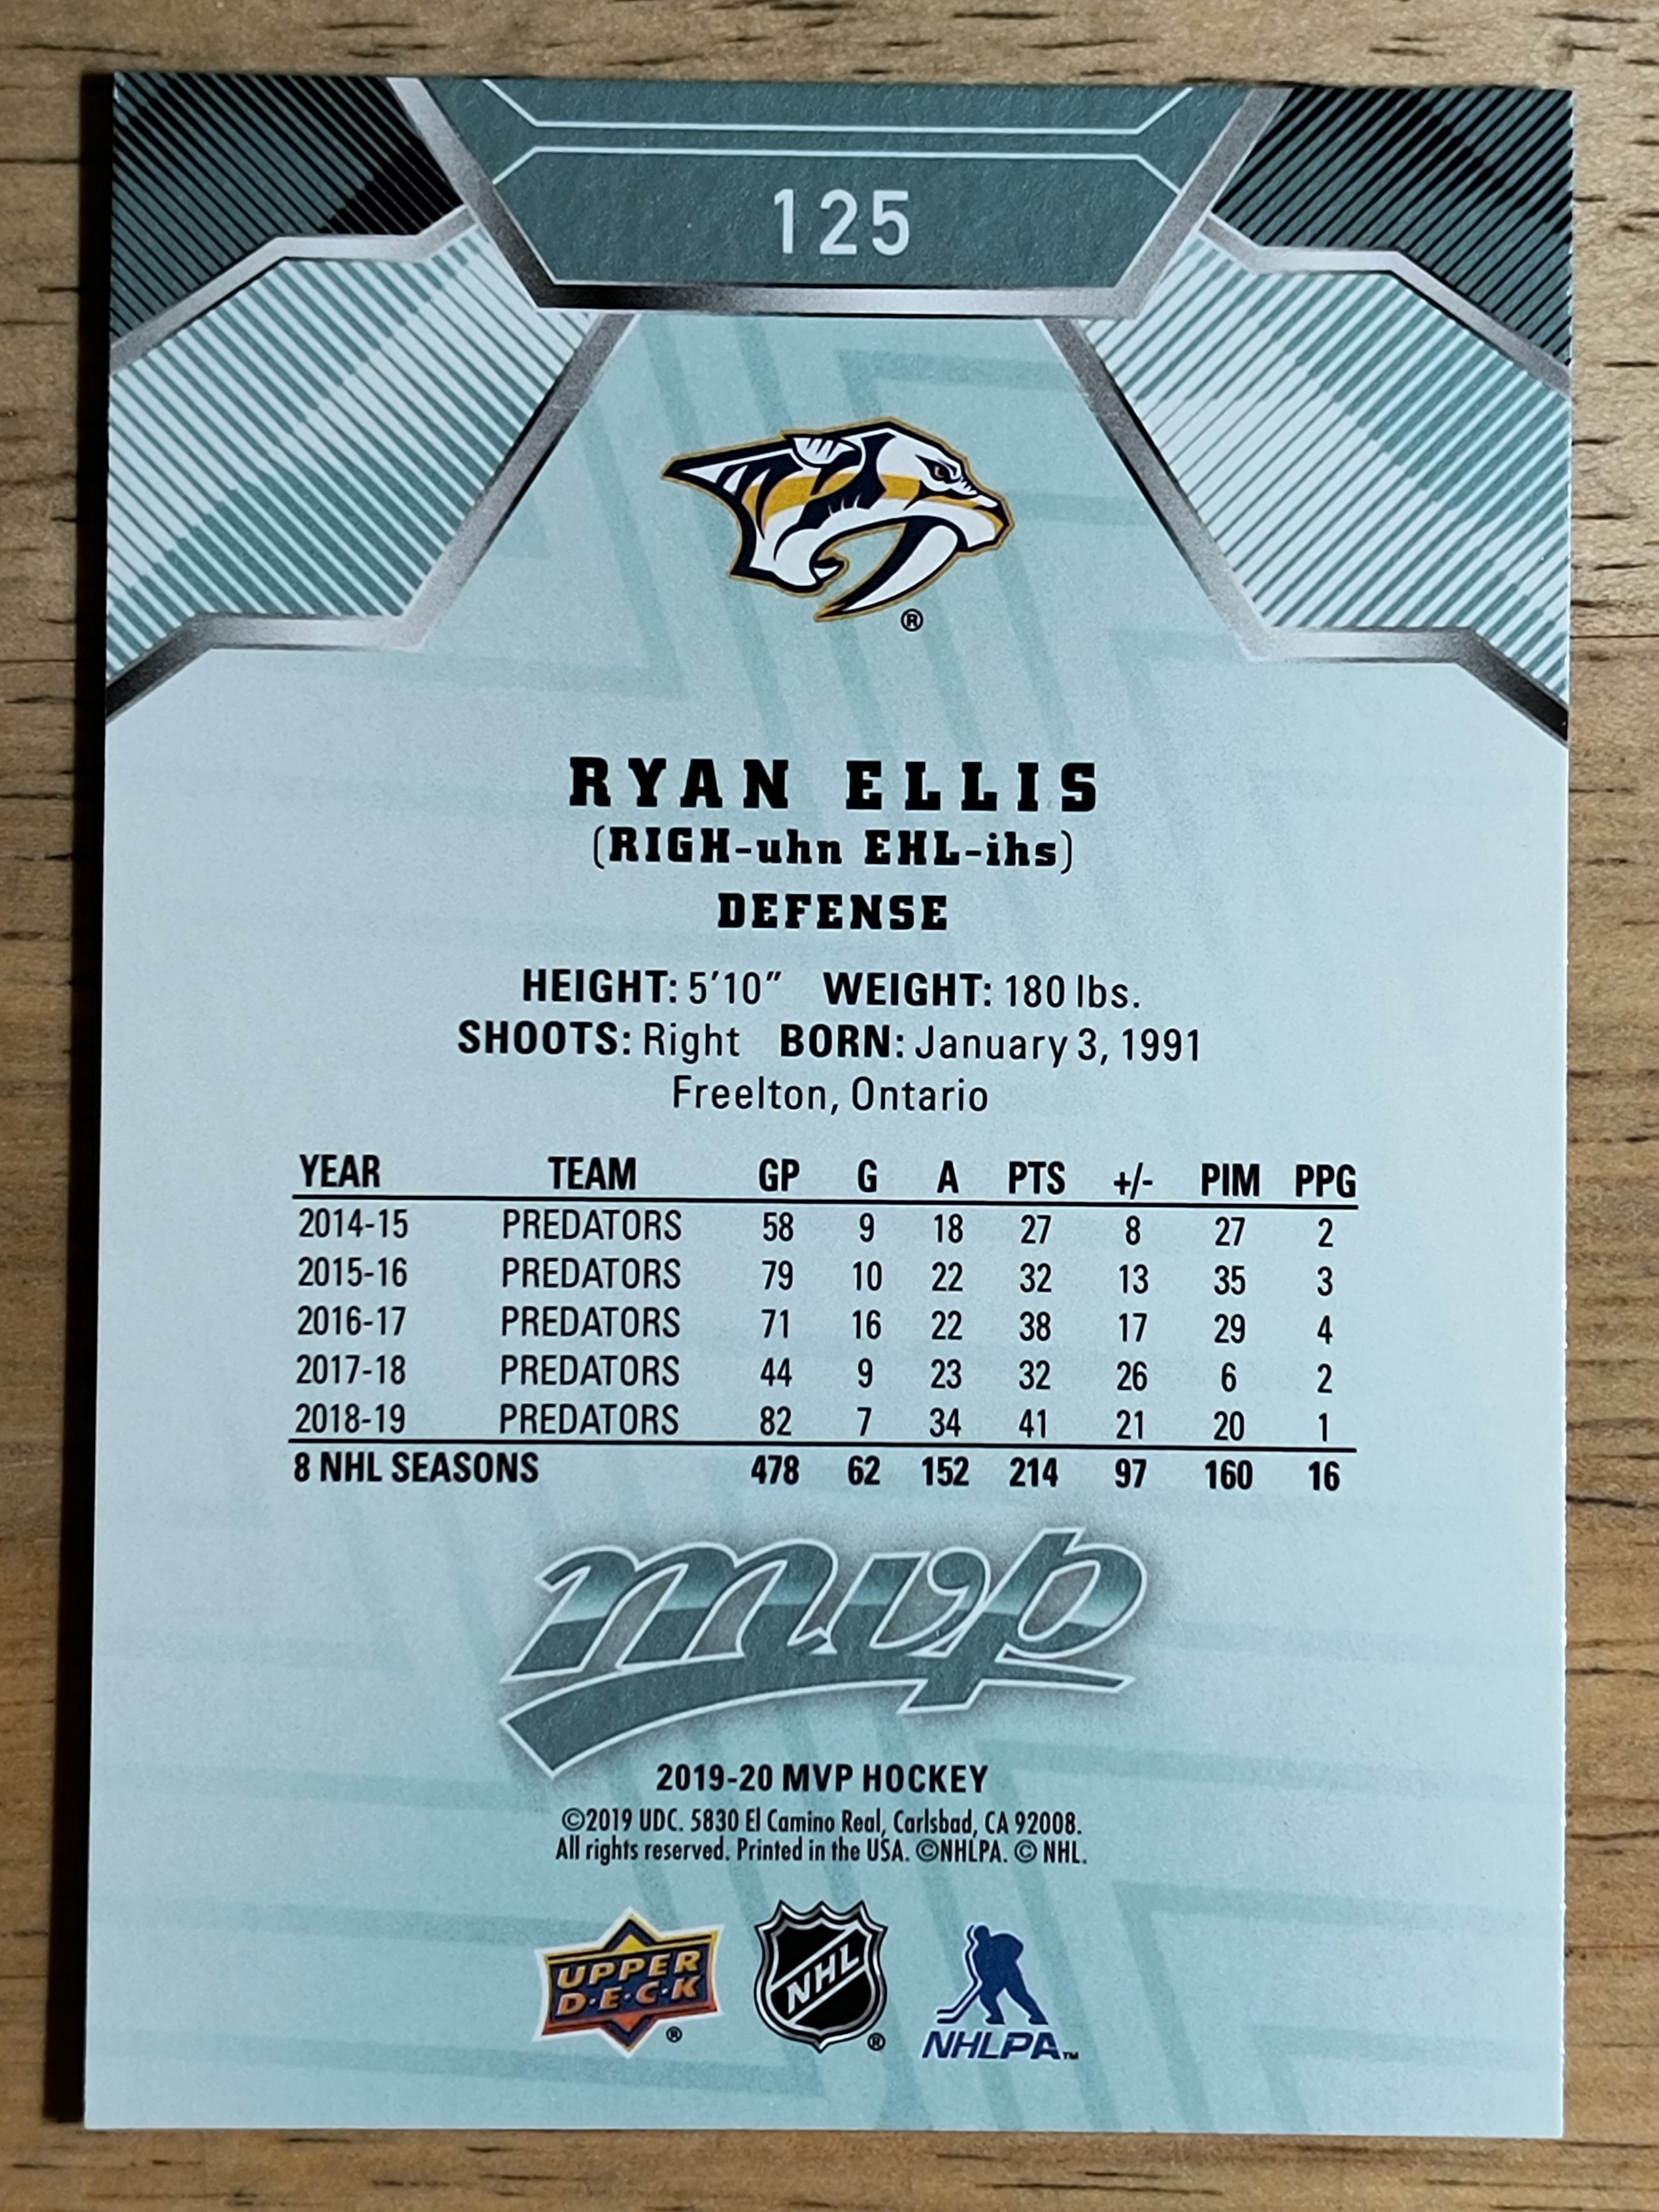 125
®
RYAN ELLIS
(RIGH-uhn EHL-ihs)
DEFENSE
HEIGHT: 5'10" WEIGHT: 180 lbs.
SHOOTS: Right BORN: January 3, 1991
Freelton, Ontario
YEAR TEAM GP G A PTS +/- PIM PPG
2014-15 PREDATORS 58 9 18 27 8 27 2
2015-16 PREDATORS 79 10 22 32 13 35 3
2016-17 PREDATORS 71 16 22 38 17 29 4
2017-18 PREDATORS 44 9 23 32 26 6 2
2018-19 PREDATORS 82 7 34 41 21 20 1
8 NHL SEASONS 478 62 152 214 97 160 16
mvp
2019-20 MVP HOCKEY
©2019 UDC. 5830 El Camino Real, Carlsbad, CA 92008.
All rights reserved. Printed in the USA. ©NHLPA. © NHL.
UPPER
D·E·C·K ®
NHL ®
NHLPA™